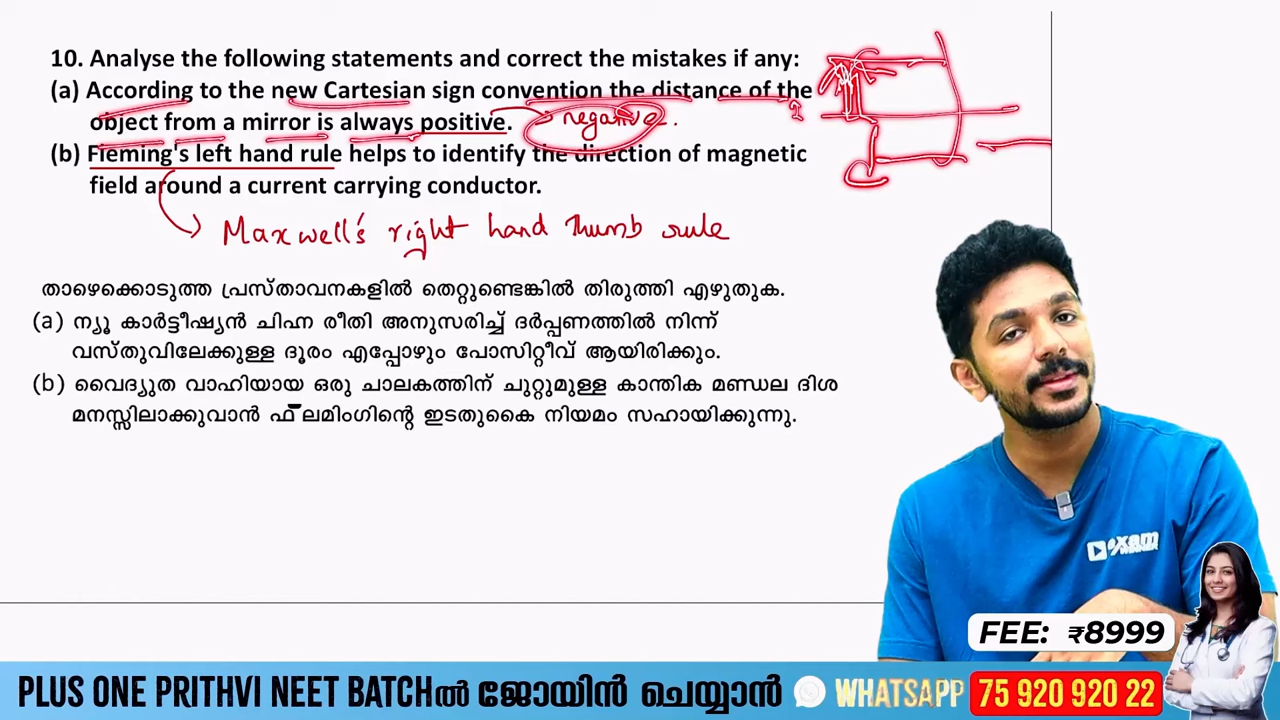 10. Analyse the following statements and correct the mistakes if any:
(a) According to the new Cartesian sign convention the distance of the
object from a mirror is always positive. negative.
(b) Fleming's left hand rule helps to identify the direction of magnetic
field around a current carrying conductor.
Maxwell's right hand thumb rule
താഴെക്കൊടുത്ത പ്രസ്താവനകളിൽ തെറ്റുണ്ടെങ്കിൽ തിരുത്തി എഴുതുക.
(a) ന്യൂ കാർട്ടീഷ്യൻ ചിഹ്ന രീതി അനുസരിച്ച് ദർപ്പണത്തിൽ നിന്ന്
വസ്തുവിലേക്കുള്ള ദൂരം എപ്പോഴും പോസിറ്റീവ് ആയിരിക്കും.
(b) വൈദ്യുത വാഹിയായ ഒരു ചാലകത്തിന് ചുറ്റുമുള്ള കാന്തിക മണ്ഡല ദിശ
മനസ്സിലാക്കുവാൻ ഫ്ലമിംഗിന്റെ ഇടതുകൈ നിയമം സഹായിക്കുന്നു.
exam
WINNER
FEE: ₹8999
PLUS ONE PRITHVI NEET BATCHൽ ജോയിൻ ചെയ്യാൻ WHATSAPP 75 920 920 22